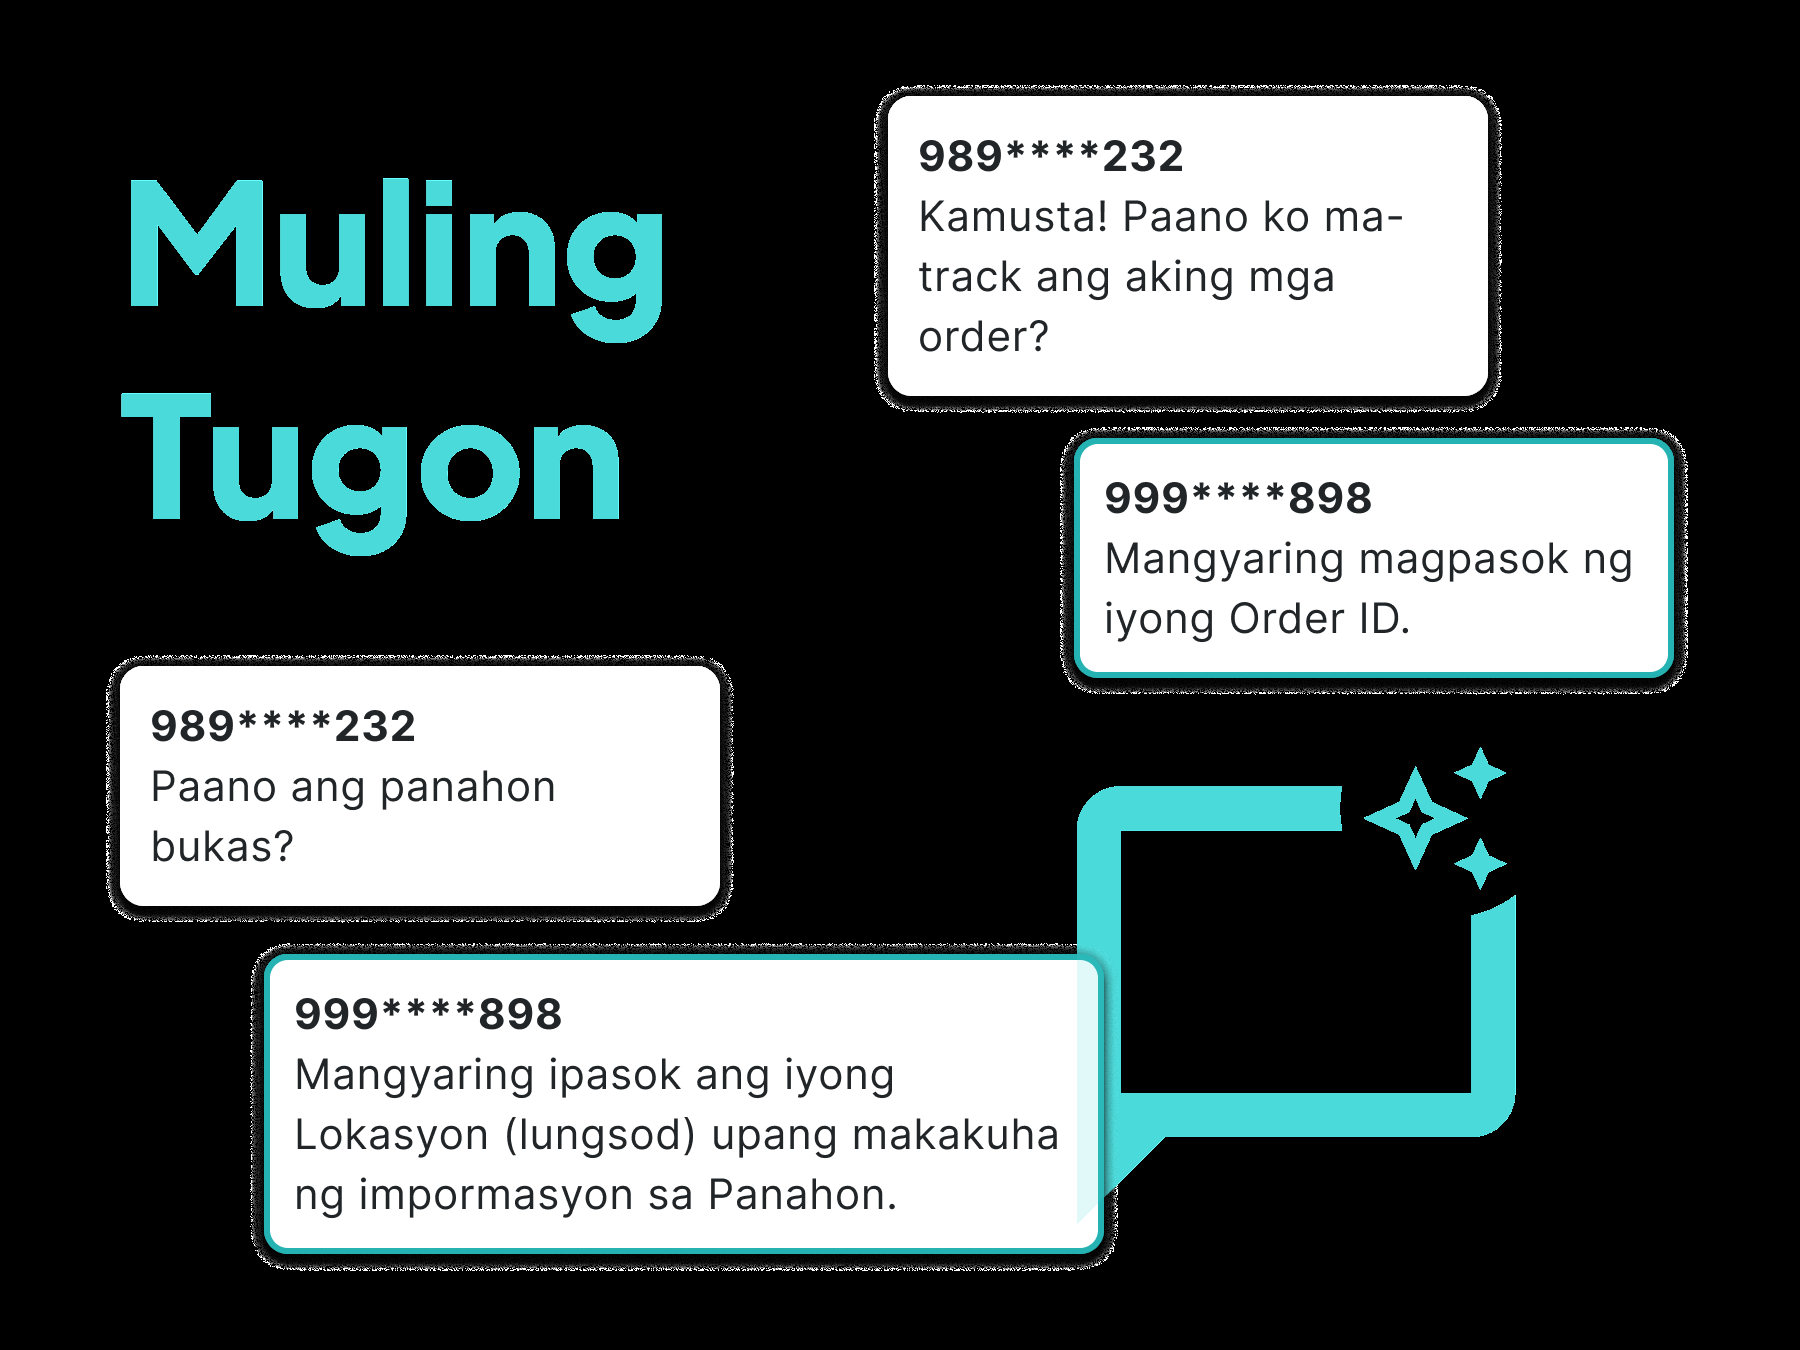 Muling
Tugon
989****232
Kamusta! Paano ko ma-
track ang aking mga
order?
999****898
Mangyaring magpasok ng
iyong Order ID.
989****232
Paano ang panahon
bukas?
999****898
Mangyaring ipasok ang iyong
Lokasyon (lungsod) upang makakuha
ng impormasyon sa Panahon.